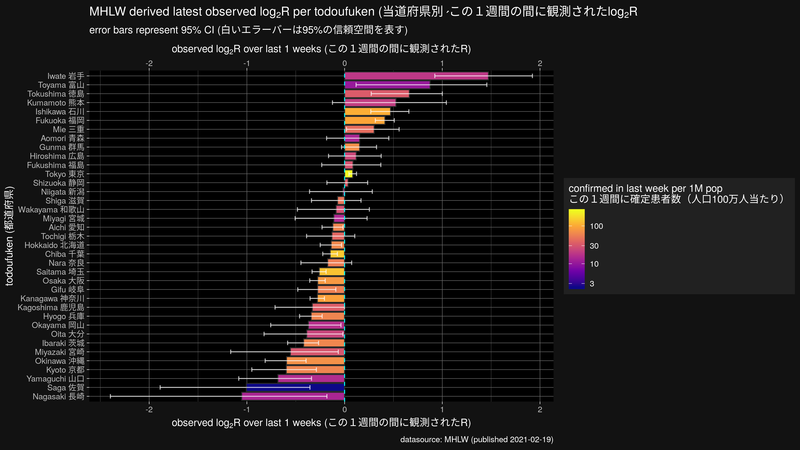 MHLW derived latest observed log₂R per todoufuken (当道府県別 -この１週間の間に観測されたlog₂R
error bars represent 95% CI (白いエラーバーは95%の信頼空間を表す)
observed log₂R over last 1 weeks (この１週間の間に観測されたR)
-2 -1 0 1 2
Iwate 岩手
Toyama 富山
Tokushima 徳島
Kumamoto 熊本
Ishikawa 石川
Fukuoka 福岡
Mie 三重
Aomori 青森
Gunma 群馬
Hiroshima 広島
Fukushima 福島
Tokyo 東京
Shizuoka 静岡
Niigata 新潟
Shiga 滋賀
Wakayama 和歌山
Miyagi 宮城
Aichi 愛知
Tochigi 栃木
Hokkaido 北海道
Chiba 千葉
Nara 奈良
Saitama 埼玉
Osaka 大阪
Gifu 岐阜
Kanagawa 神奈川
Kagoshima 鹿児島
Hyogo 兵庫
Okayama 岡山
Oita 大分
Ibaraki 茨城
Miyazaki 宮崎
Okinawa 沖縄
Kyoto 京都
Yamaguchi 山口
Saga 佐賀
Nagasaki 長崎
todoufuken (都道府県)
-2 -1 0 1 2
observed log₂R over last 1 weeks (この１週間の間に観測されたR)
confirmed in last week per 1M pop
この１週間に確定患者数（人口100万人当たり）
100
30
10
3
datasource: MHLW (published 2021-02-19)